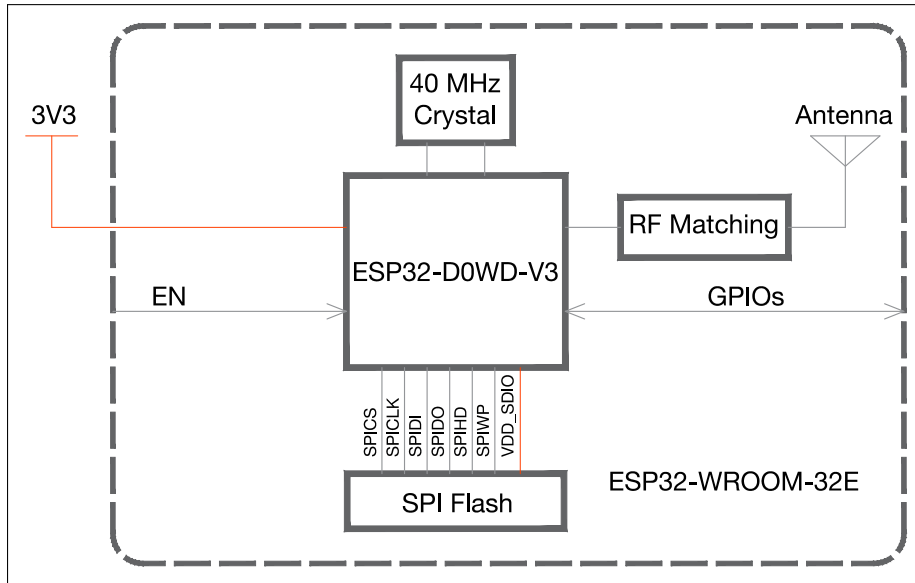 40 MHz
Crystal
3V3
Antenna
RF Matching
ESP32-D0WD-V3
EN
GPIOs
SPICS
SPICLK
SPIDI
SPIDO
SPIHD
SPIWP
VDD_SDIO
SPI Flash
ESP32-WROOM-32E